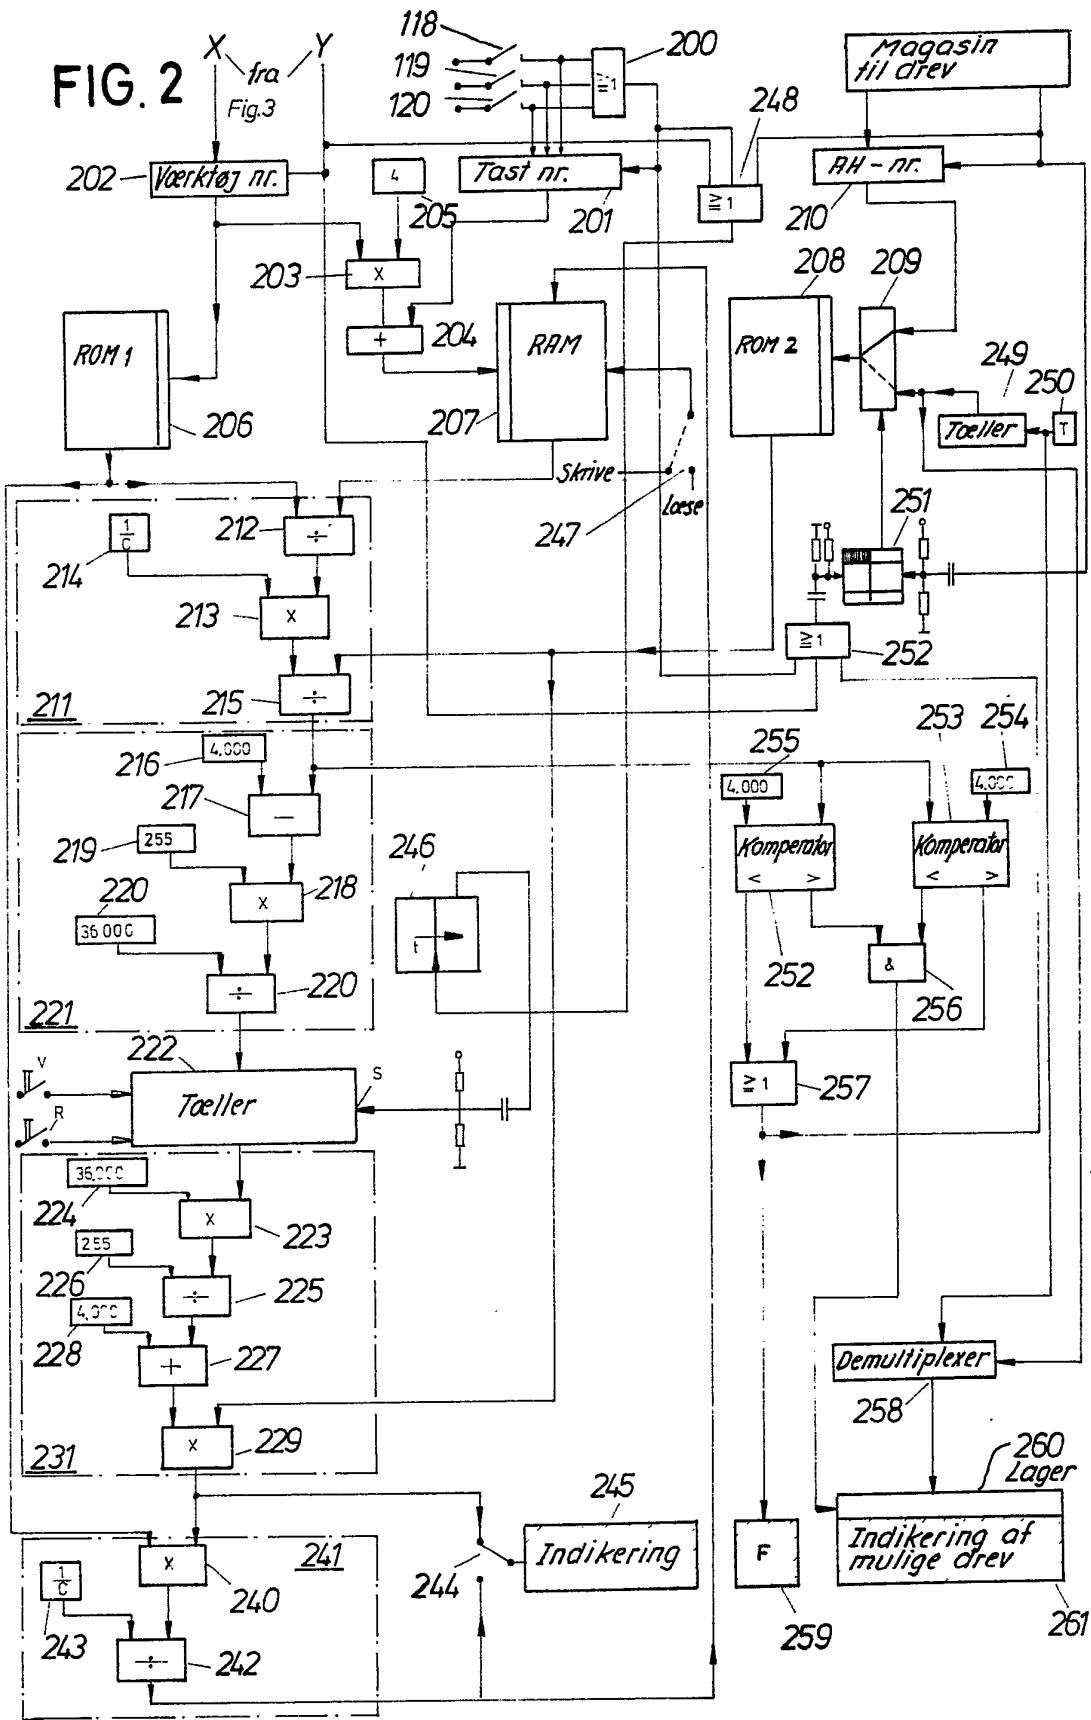 FIG. 2
X fra Y
Fig.3
118
119
120
≧1
200
248
Magasin
til drev
202
Værktøj nr.
4
205
Tast nr.
201
≧1
AH-nr.
210
203
x
204
+
208
209
ROM 1
206
RAM
207
ROM 2
249
250
Tæller
T
Skrive
Læse
247
251
212
÷
1/C
214
213
x
≧1
252
215
÷
211
4.000
216
217
—
255
253
254
4.000
4.000
255
219
218
x
246
t
Komperator
< >
Komperator
< >
220
36 000
220
÷
221
252
&
256
222
V
Tæller
S
R
≧1
257
36.000
224
x
223
255
226
÷
225
4,000
228
+
227
x
229
231
Demultiplexer
258
260
Lager
245
Indikering
F
Indikering af
mulige drev
259
261
241
x
240
1/C
243
÷
242
244